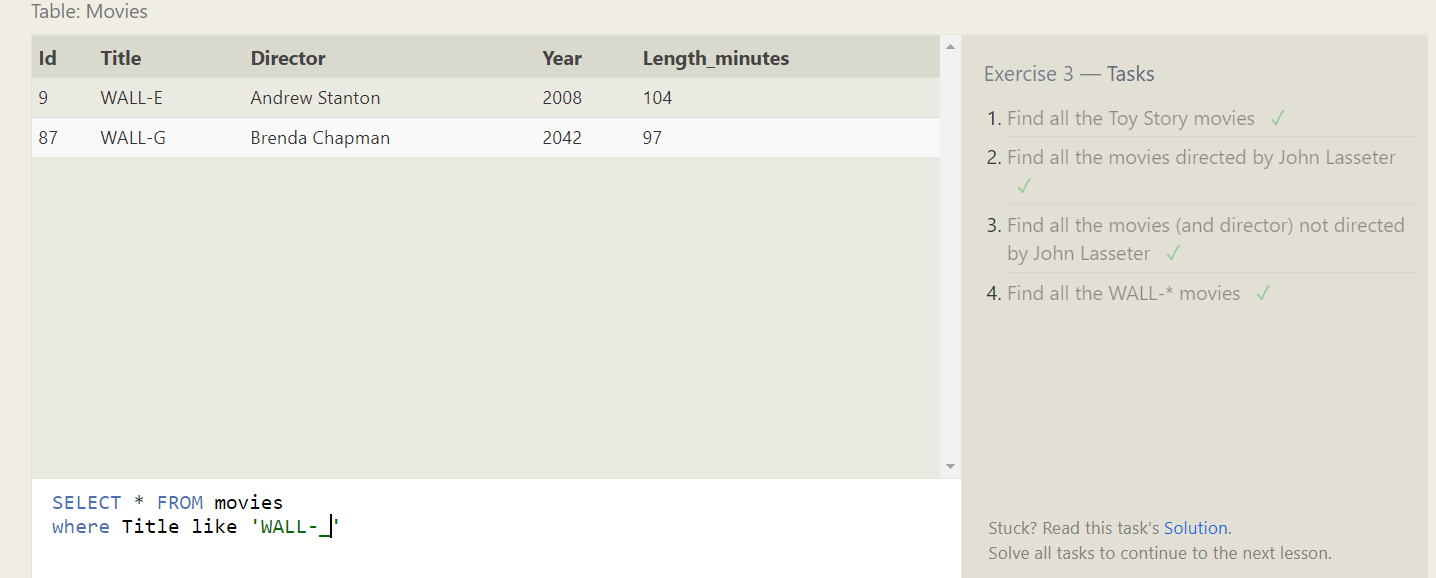 Table: Movies
Id Title Director Year Length_minutes
9 WALL-E Andrew Stanton 2008 104
87 WALL-G Brenda Chapman 2042 97
SELECT * FROM movies
where Title like 'WALL-_'
Exercise 3 — Tasks
1. Find all the Toy Story movies ✓
2. Find all the movies directed by John Lasseter
✓
3. Find all the movies (and director) not directed
by John Lasseter ✓
4. Find all the WALL-* movies ✓
Stuck? Read this task's Solution.
Solve all tasks to continue to the next lesson.